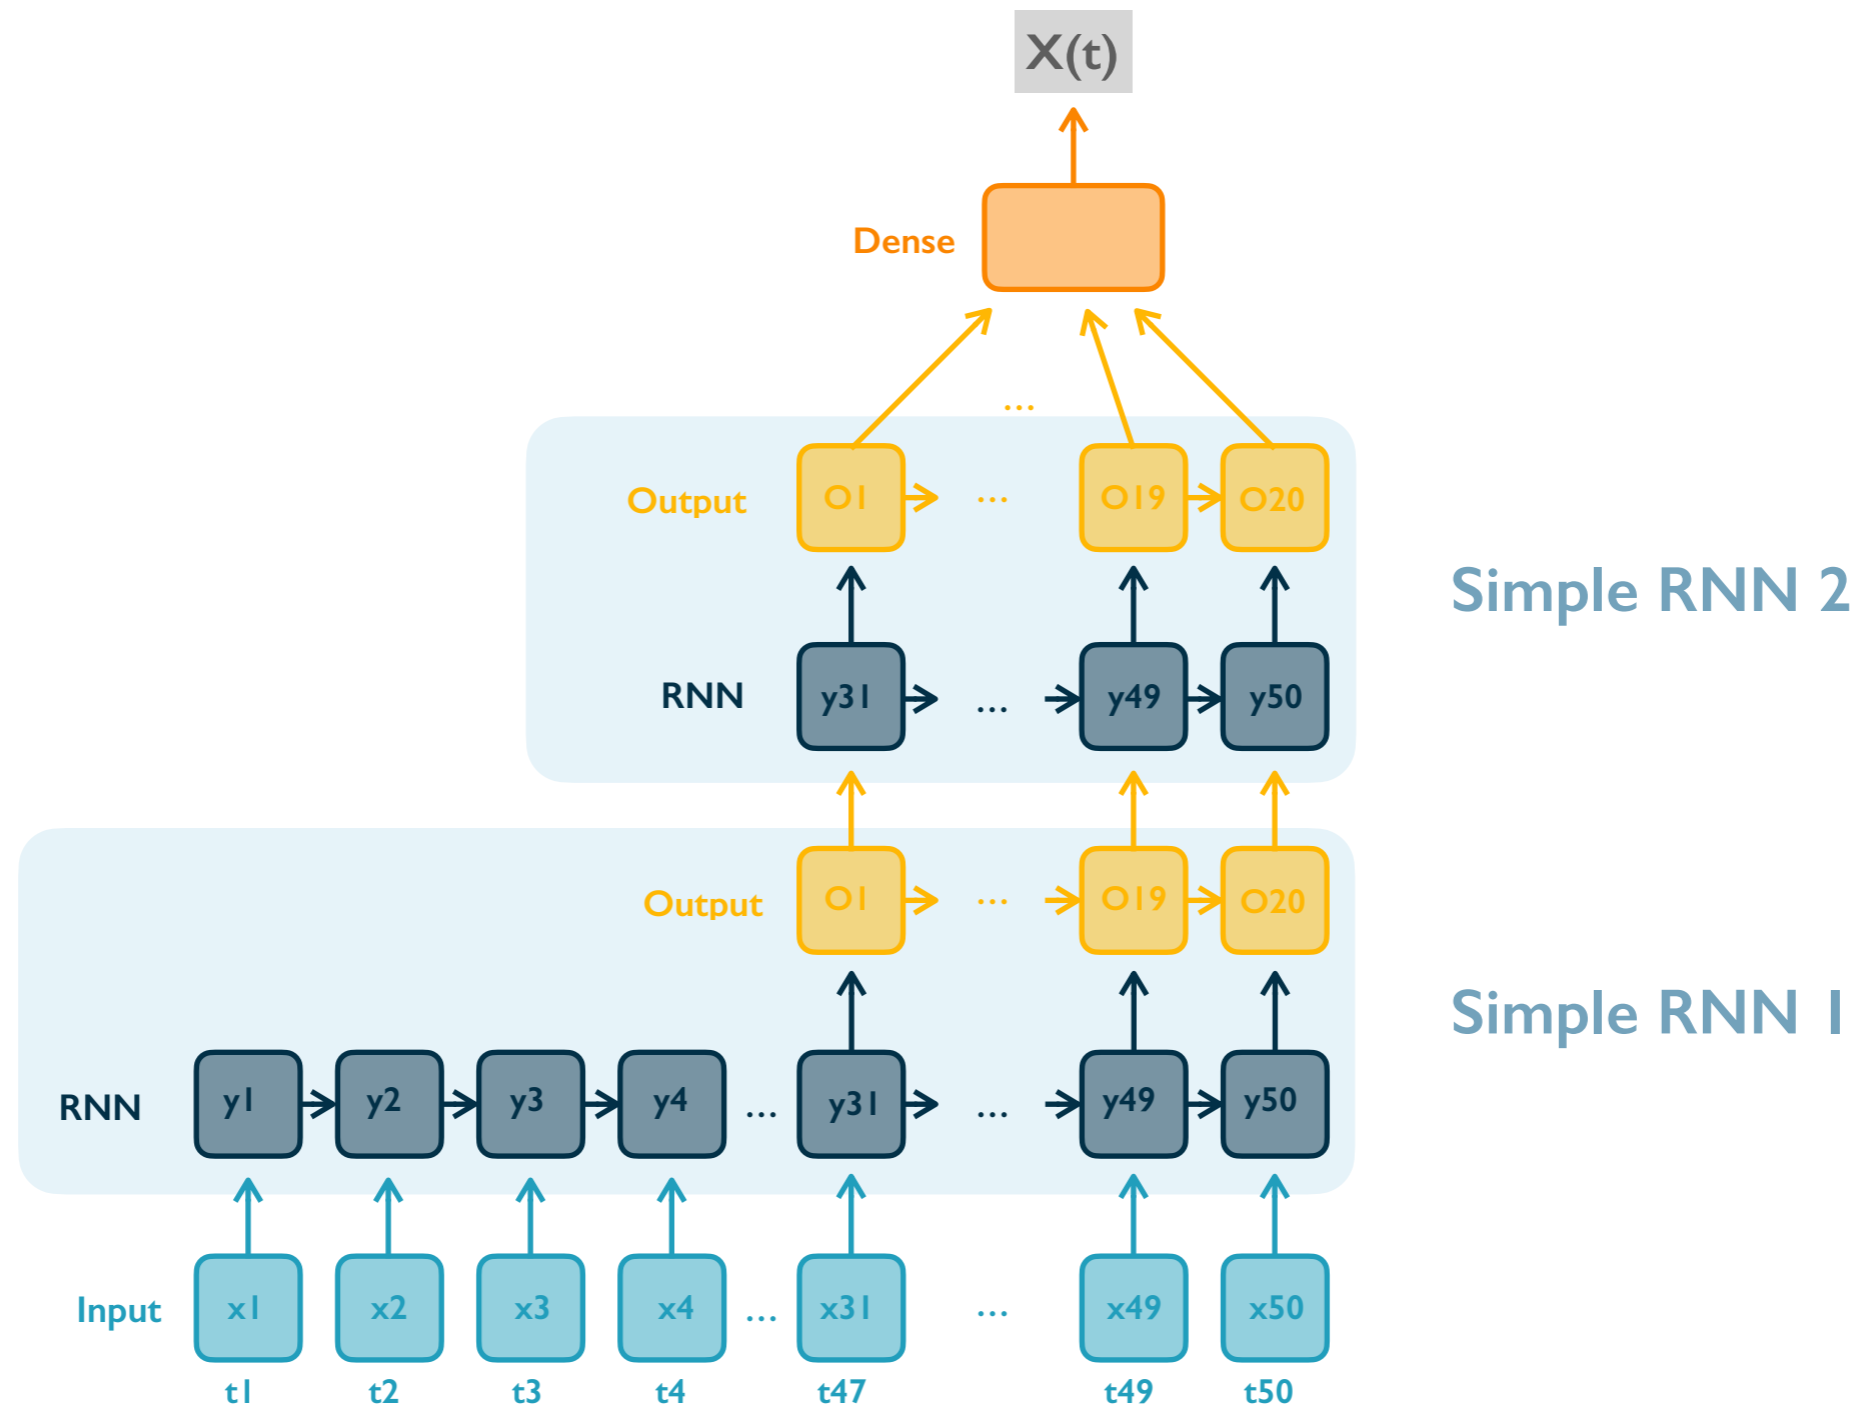 X(t)
Dense
...
Output O1 ... O19 O20
Simple RNN 2
RNN y31 ... y49 y50
Output O1 ... O19 O20
Simple RNN 1
RNN y1 y2 y3 y4 ... y31 ... y49 y50
Input x1 x2 x3 x4 ... x31 ... x49 x50
t1 t2 t3 t4 t47 t49 t50